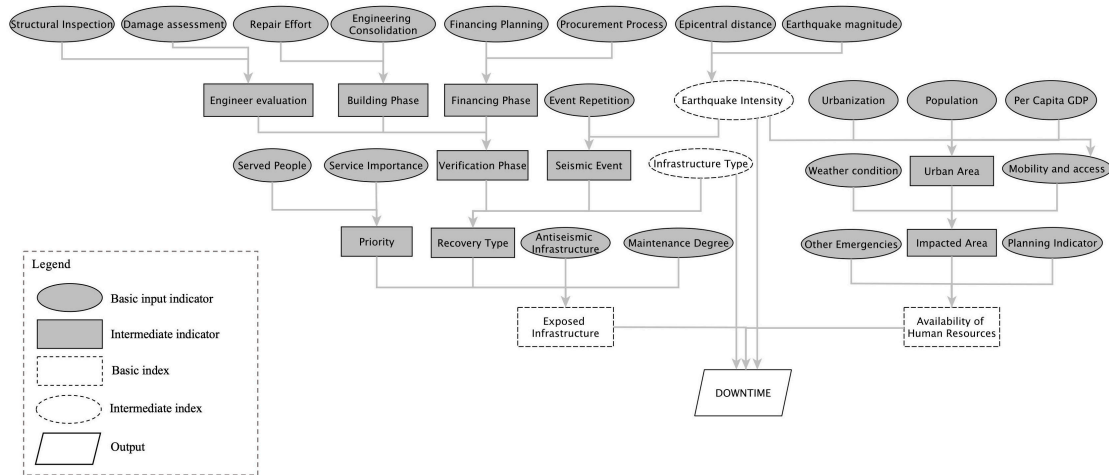 Structural Inspection
Damage assessment
Repair Effort
Engineering
Consolidation
Financing Planning
Procurement Process
Epicentral distance
Earthquake magnitude
Engineer evaluation
Building Phase
Financing Phase
Event Repetition
Earthquake Intensity
Urbanization
Population
Per Capita GDP
Served People
Service Importance
Verification Phase
Seismic Event
Infrastructure Type
Weather condition
Urban Area
Mobility and access
Priority
Recovery Type
Antiseismic
Infrastructure
Maintenance Degree
Other Emergencies
Impacted Area
Planning Indicator
Exposed
Infrastructure
Availability of
Human Resources
DOWNTIME
Legend
Basic input indicator
Intermediate indicator
Basic index
Intermediate index
Output